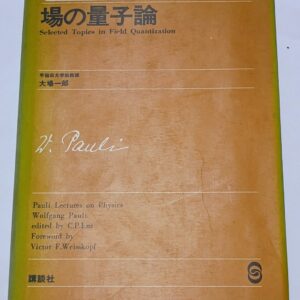 場の量子論
Selected Topics in Field Quantization
大場一郎
W. Pauli
Pauli Lectures on Physics
Wolfgang Pauli
edited by C.P.Enz
Foreword by
Victor F.Weisskopf
講談社